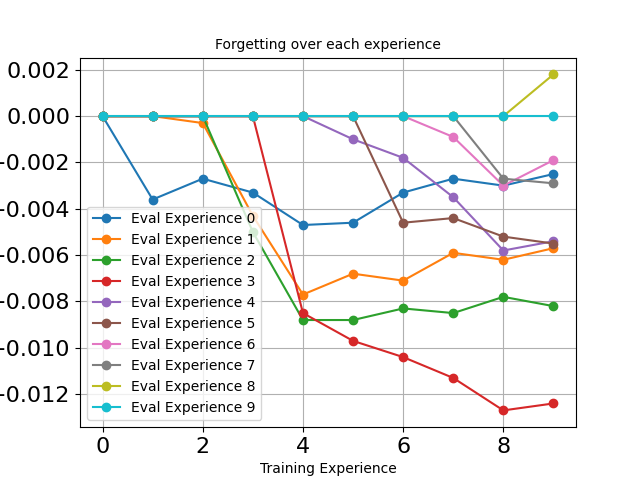 Forgetting over each experience
0.002
0.000
-0.002
-0.004
-0.006
-0.008
-0.010
-0.012
Eval Experience 0
Eval Experience 1
Eval Experience 2
Eval Experience 3
Eval Experience 4
Eval Experience 5
Eval Experience 6
Eval Experience 7
Eval Experience 8
Eval Experience 9
0 2 4 6 8
Training Experience